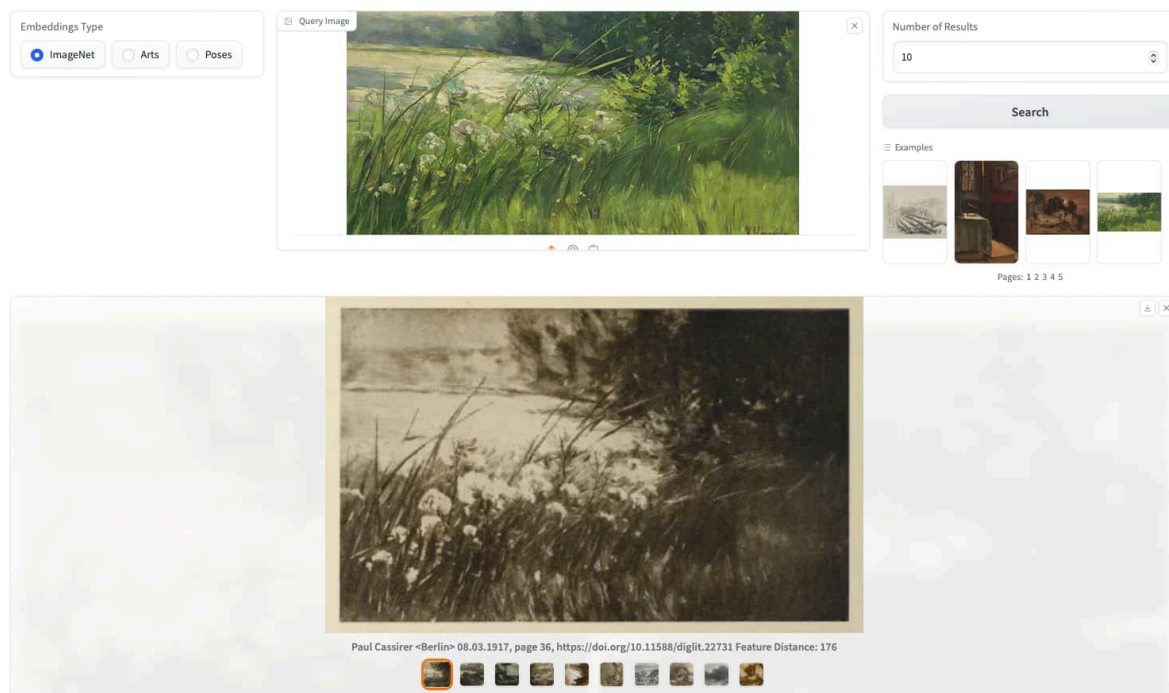 Embeddings Type
ImageNet
Arts
Poses
Query Image
Number of Results
10
Search
Examples
Pages: 1 2 3 4 5
Paul Cassirer <Berlin> 08.03.1917, page 36, https://doi.org/10.11588/diglit.22731 Feature Distance: 176